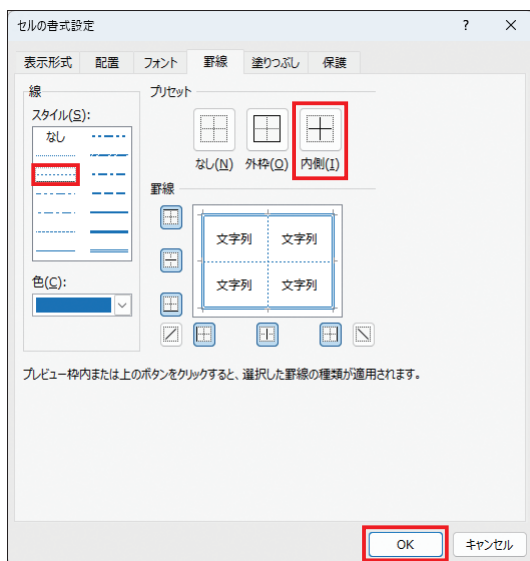 セルの書式設定 ? ×
表示形式 配置 フォント 罫線 塗りつぶし 保護
線
スタイル(S):
なし
色(C):
プリセット
なし(N) 外枠(O) 内側(I)
罫線
文字列 文字列
文字列 文字列
プレビュー枠内または上のボタンをクリックすると、選択した罫線の種類が適用されます。
OK キャンセル